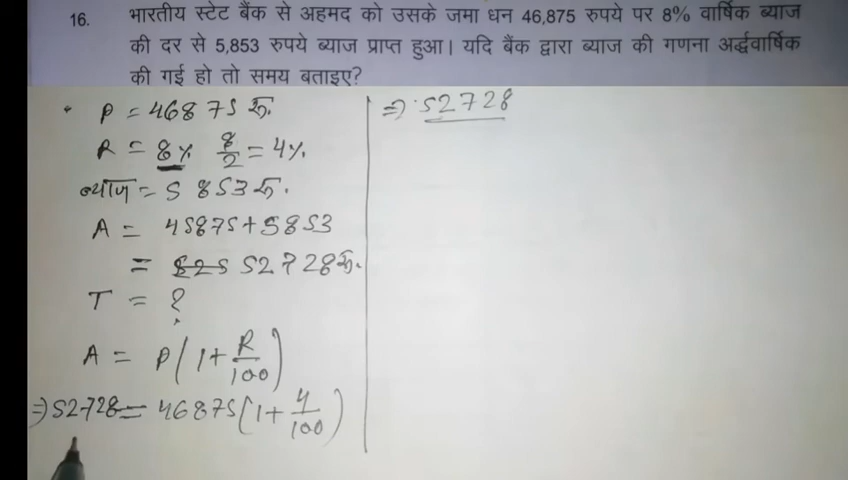 16. भारतीय स्टेट बैंक से अहमद को उसके जमा धन 46,875 रुपये पर 8% वार्षिक ब्याज
की दर से 5,853 रुपये ब्याज प्राप्त हुआ। यदि बैंक द्वारा ब्याज की गणना अर्द्धवार्षिक
की गई हो तो समय बताइए?
P = 46875 रू.
R = 8% 8/2 = 4%
ब्याज = 5853 रू.
A = 45875+5853
= 52728 रू.
T = ?
A = P(1+R/100)
⇒52728= 46875(1+4/100)
⇒ 52728